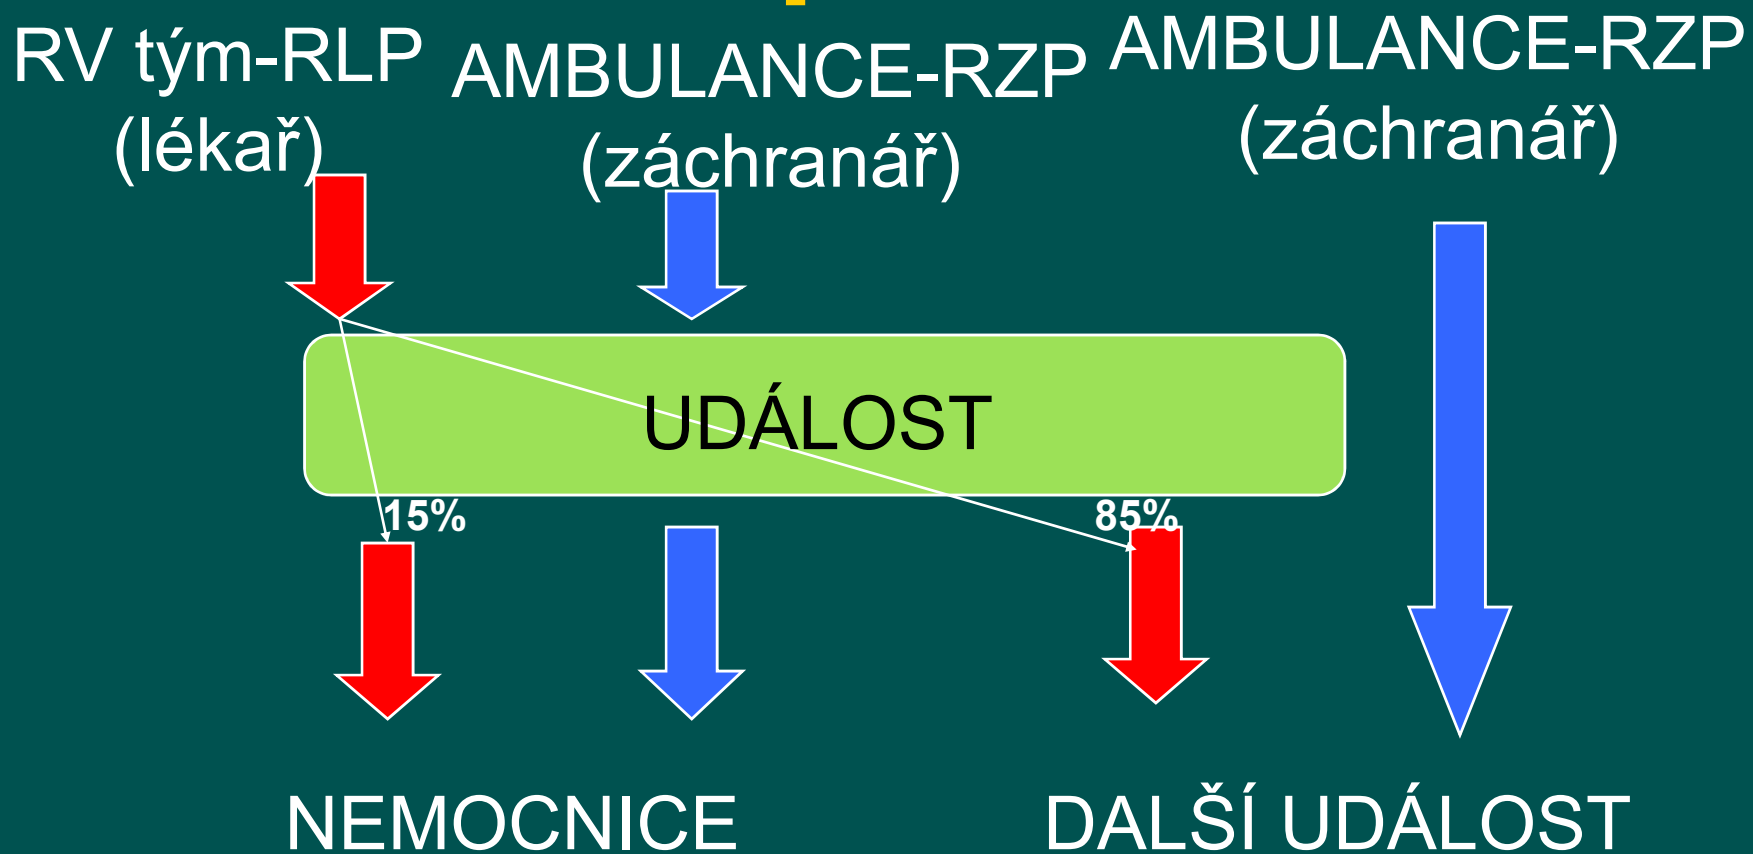 RV tým-RLP
(lékař)
AMBULANCE-RZP
(záchranář)
AMBULANCE-RZP
(záchranář)
UDÁLOST
15%
85%
NEMOCNICE
DALŠÍ UDÁLOST